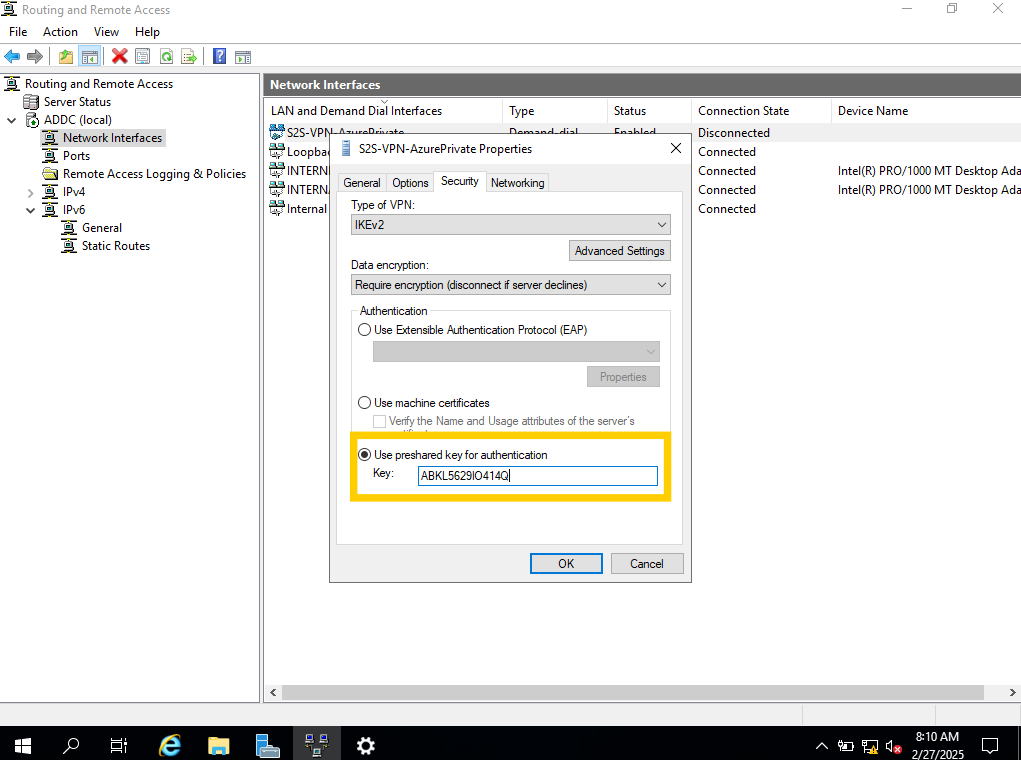 Routing and Remote Access
File Action View Help
Routing and Remote Access
Server Status
ADDC (local)
Network Interfaces
Ports
Remote Access Logging & Policies
IPv4
IPv6
General
Static Routes
Network Interfaces
LAN and Demand Dial Interfaces Type Status Connection State Device Name
S2S-VPN-AzurePrivate Demand-dial Enabled Disconnected
Loopba Connected
INTERN Connected Intel(R) PRO/1000 MT Desktop Ada
INTERNA Connected Intel(R) PRO/1000 MT Desktop Ada
Internal Connected
S2S-VPN-AzurePrivate Properties
General Options Security Networking
Type of VPN:
IKEv2
Advanced Settings
Data encryption:
Require encryption (disconnect if server declines)
Authentication
Use Extensible Authentication Protocol (EAP)
Properties
Use machine certificates
Verify the Name and Usage attributes of the server's
Use preshared key for authentication
Key: ABKL5629IO414Q
OK Cancel
8:10 AM
2/27/2025